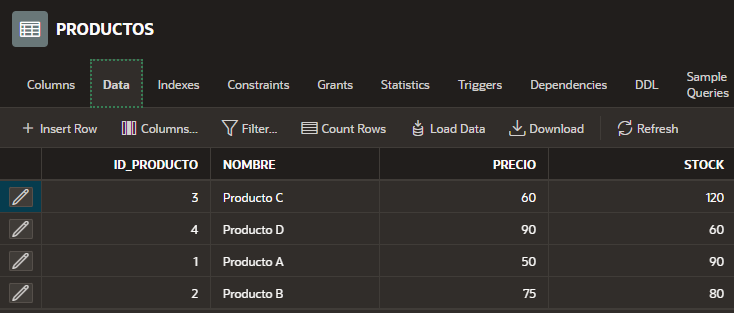 PRODUCTOS
Columns Data Indexes Constraints Grants Statistics Triggers Dependencies DDL Sample Queries
+ Insert Row Columns... Filter... Count Rows Load Data Download Refresh
ID_PRODUCTO NOMBRE PRECIO STOCK
3 Producto C 60 120
4 Producto D 90 60
1 Producto A 50 90
2 Producto B 75 80